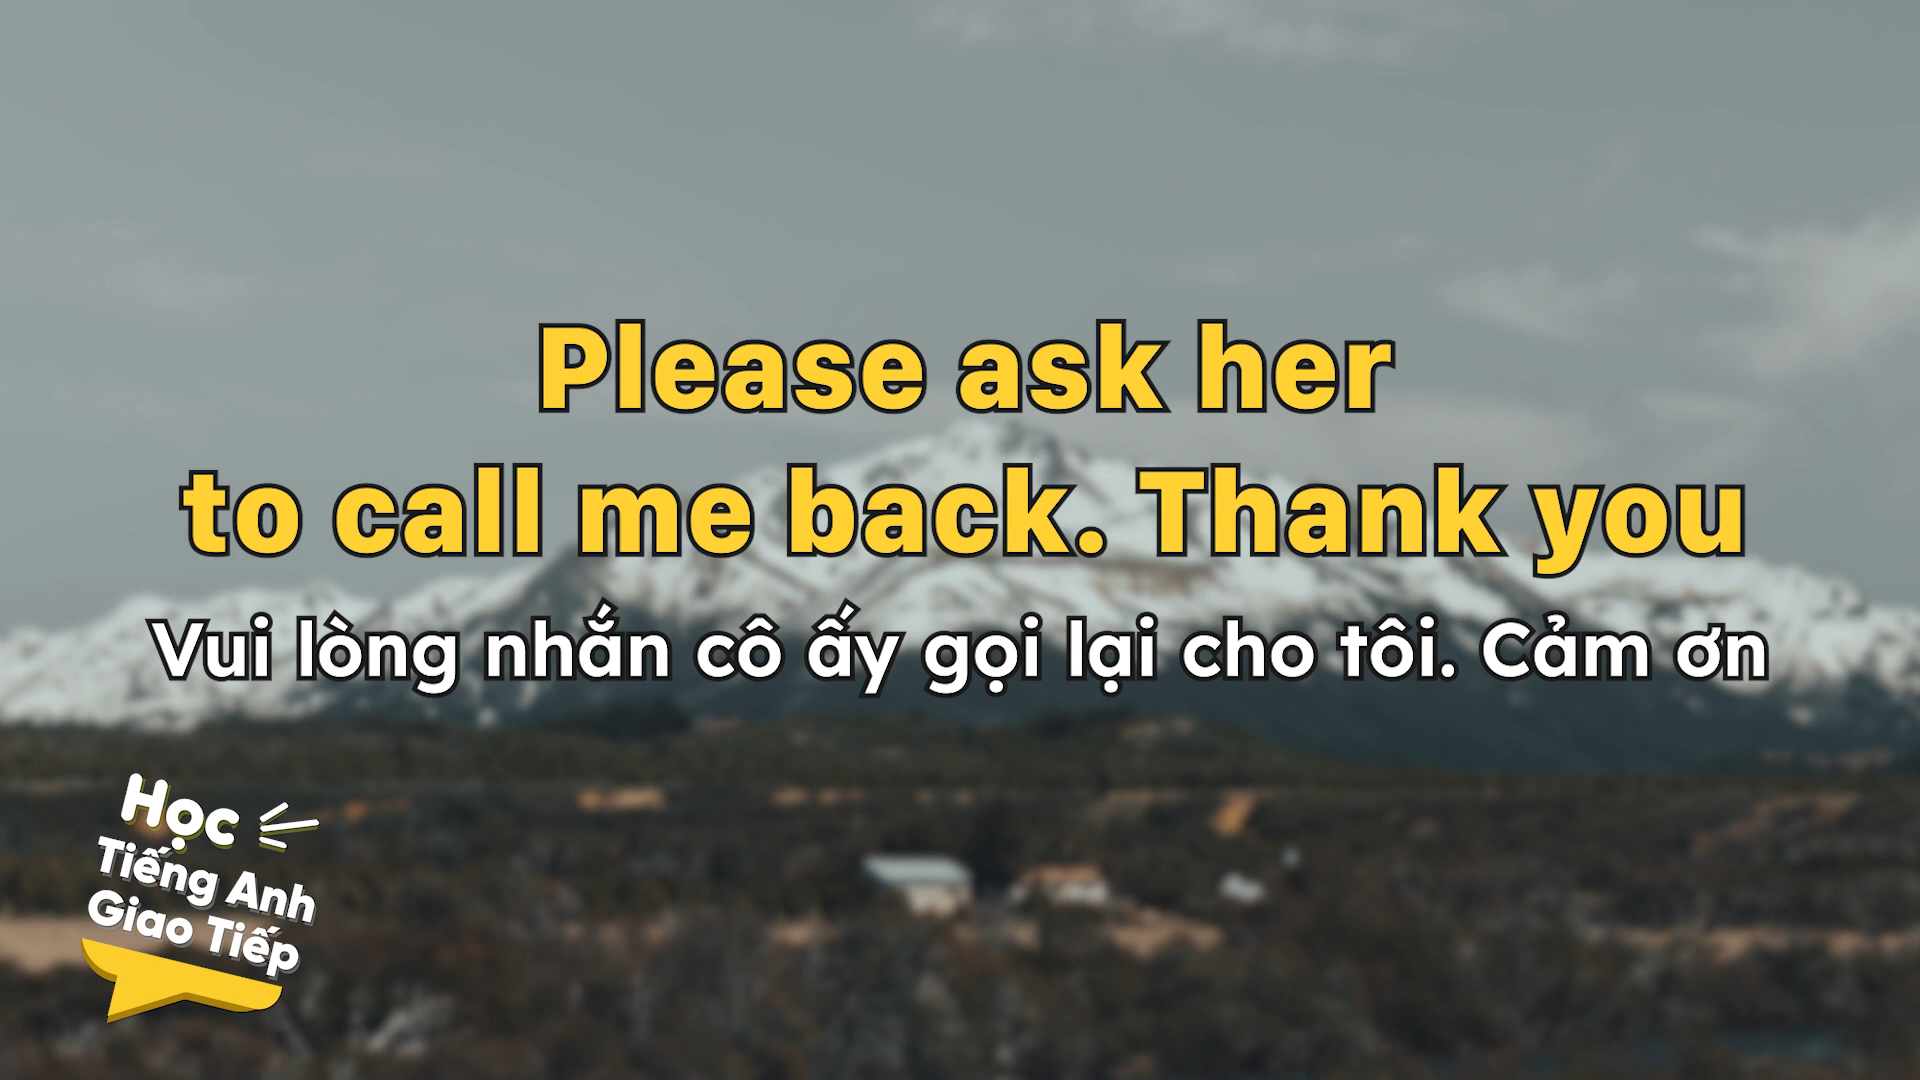 Please ask her
to call me back. Thank you
Vui lòng nhắn cô ấy gọi lại cho tôi. Cảm ơn
Học
Tiếng Anh
Giao Tiếp